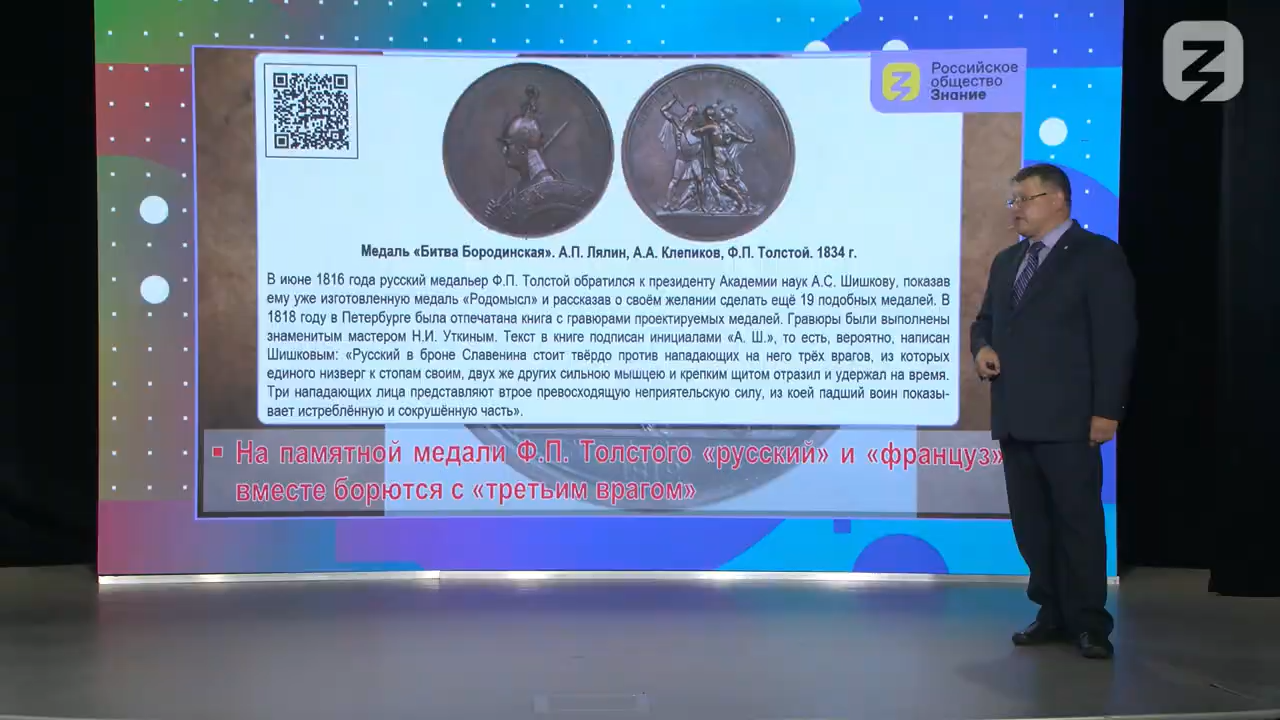 Российское
общество
Знание
Медаль «Битва Бородинская». А.П. Лялин, А.А. Клепиков, Ф.П. Толстой. 1834 г.
В июне 1816 года русский медальер Ф.П. Толстой обратился к президенту Академии наук А.С. Шишкову, показав
ему уже изготовленную медаль «Родомысл» и рассказав о своём желании сделать ещё 19 подобных медалей. В
1818 году в Петербурге была отпечатана книга с гравюрами проектируемых медалей. Гравюры были выполнены
знаменитым мастером Н.И. Уткиным. Текст в книге подписан инициалами «А. Ш.», то есть, вероятно, написан
Шишковым: «Русский в броне Славенина стоит твёрдо против нападающих на него трёх врагов, из которых
единого низверг к стопам своим, двух же других сильною мышцею и крепким щитом отразил и удержал на время.
Три нападающих лица представляют втрое превосходящую неприятельскую силу, из коей падший воин показы-
вает истреблённую и сокрушённую часть».
▪ На памятной медали Ф.П. Толстого «русский» и «француз»
вместе борются с «третьим врагом»